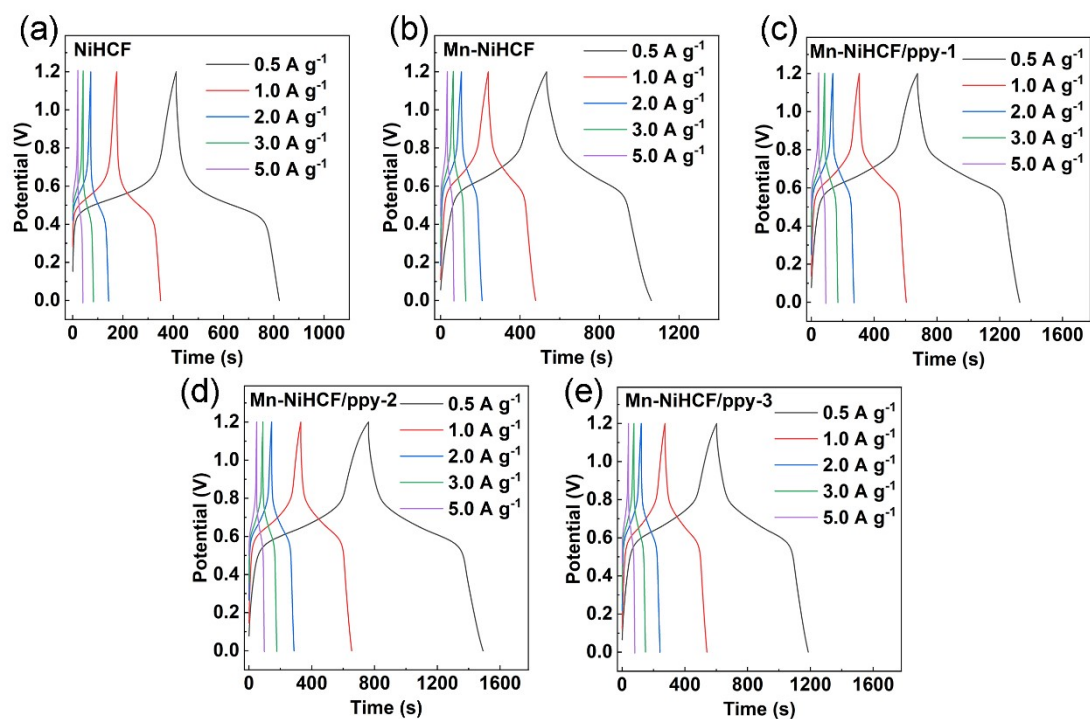 (a)
NiHCF
0.5 A g⁻¹
1.0 A g⁻¹
2.0 A g⁻¹
3.0 A g⁻¹
5.0 A g⁻¹
Potential (V)
1.2
1.0
0.8
0.6
0.4
0.2
0.0
0 200 400 600 800 1000
Time (s)
(b)
Mn-NiHCF
0.5 A g⁻¹
1.0 A g⁻¹
2.0 A g⁻¹
3.0 A g⁻¹
5.0 A g⁻¹
Potential (V)
1.2
1.0
0.8
0.6
0.4
0.2
0.0
0 400 800 1200
Time (s)
(c)
Mn-NiHCF/ppy-1
0.5 A g⁻¹
1.0 A g⁻¹
2.0 A g⁻¹
3.0 A g⁻¹
5.0 A g⁻¹
Potential (V)
1.2
1.0
0.8
0.6
0.4
0.2
0.0
0 400 800 1200 1600
Time (s)
(d)
Mn-NiHCF/ppy-2
0.5 A g⁻¹
1.0 A g⁻¹
2.0 A g⁻¹
3.0 A g⁻¹
5.0 A g⁻¹
Potential (V)
1.2
1.0
0.8
0.6
0.4
0.2
0.0
0 400 800 1200 1600
Time (s)
(e)
Mn-NiHCF/ppy-3
0.5 A g⁻¹
1.0 A g⁻¹
2.0 A g⁻¹
3.0 A g⁻¹
5.0 A g⁻¹
Potential (V)
1.2
1.0
0.8
0.6
0.4
0.2
0.0
0 400 800 1200 1600
Time (s)